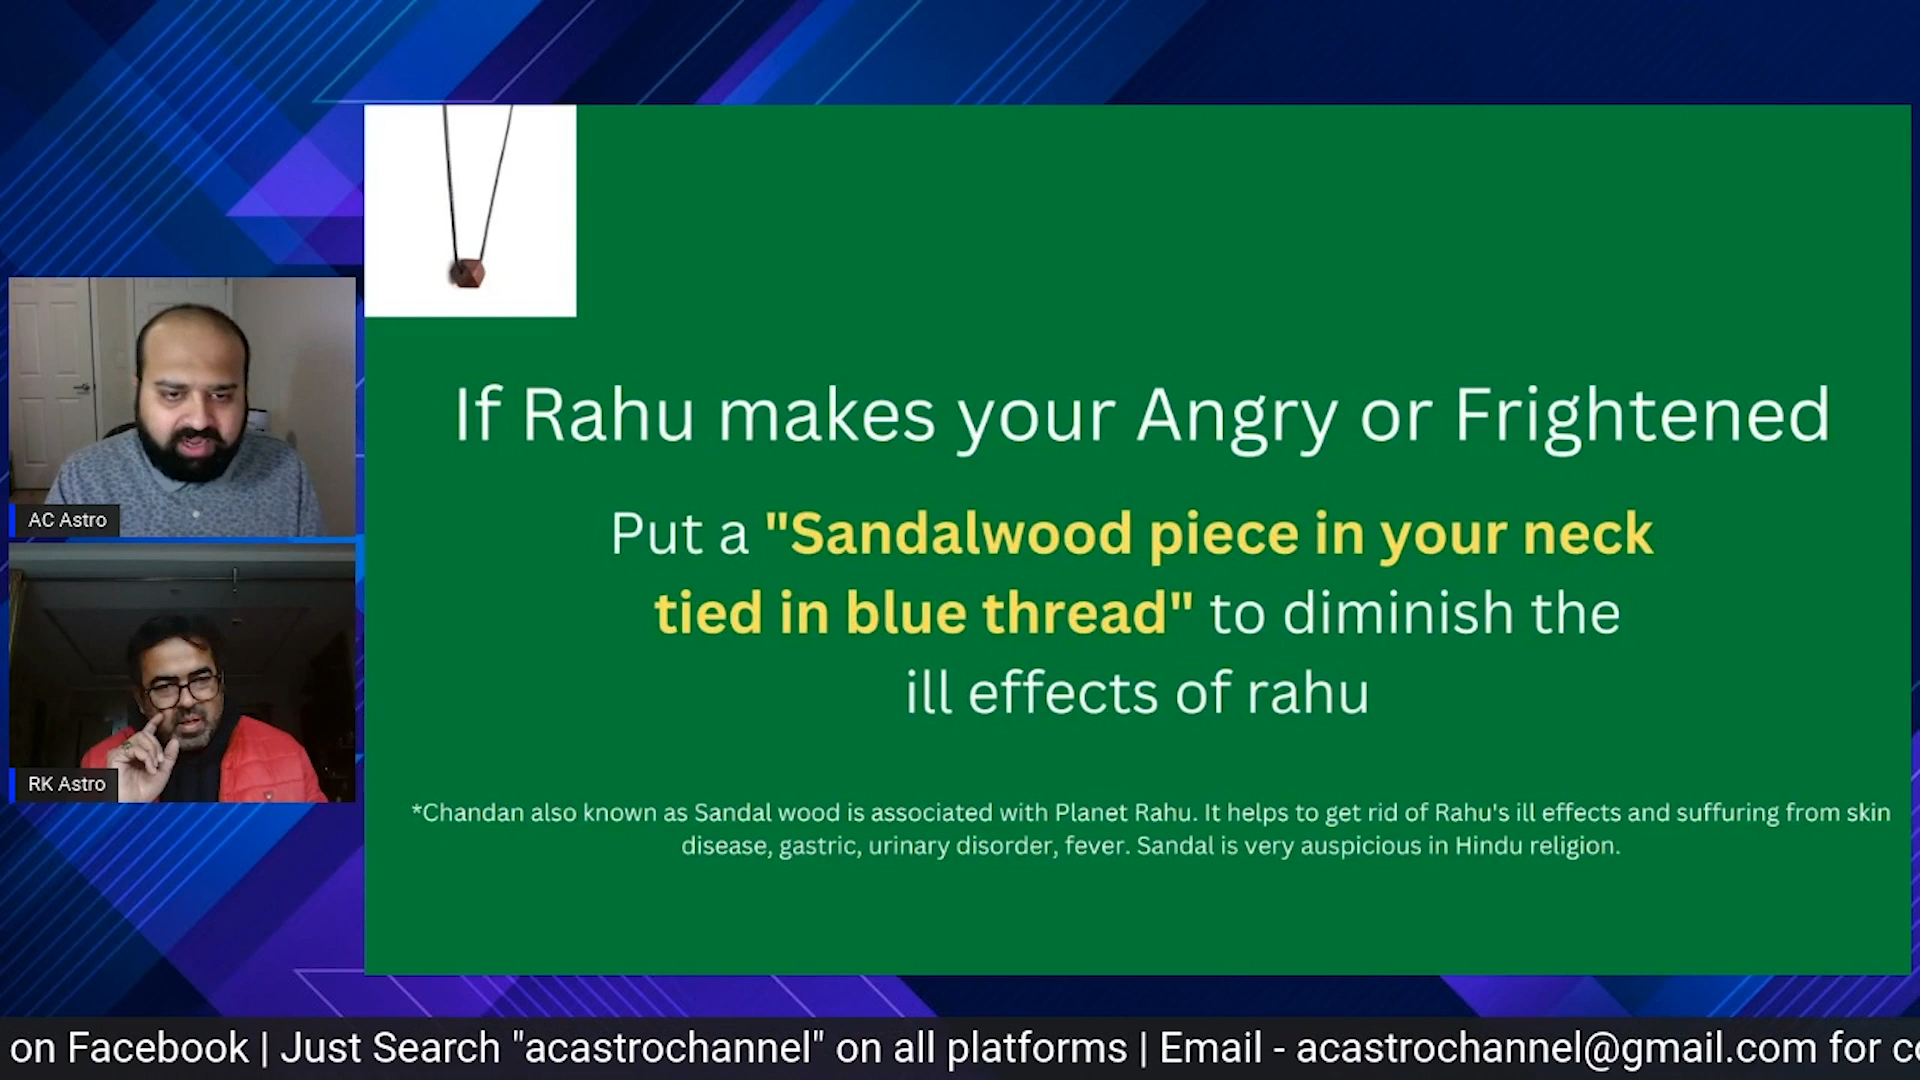 If Rahu makes your Angry or Frightened
Put a "Sandalwood piece in your neck
tied in blue thread" to diminish the
ill effects of rahu
*Chandan also known as Sandal wood is associated with Planet Rahu. It helps to get rid of Rahu's ill effects and suffuring from skin
disease, gastric, urinary disorder, fever. Sandal is very auspicious in Hindu religion.
AC Astro
RK Astro
on Facebook | Just Search "acastrochannel" on all platforms | Email - acastrochannel@gmail.com for